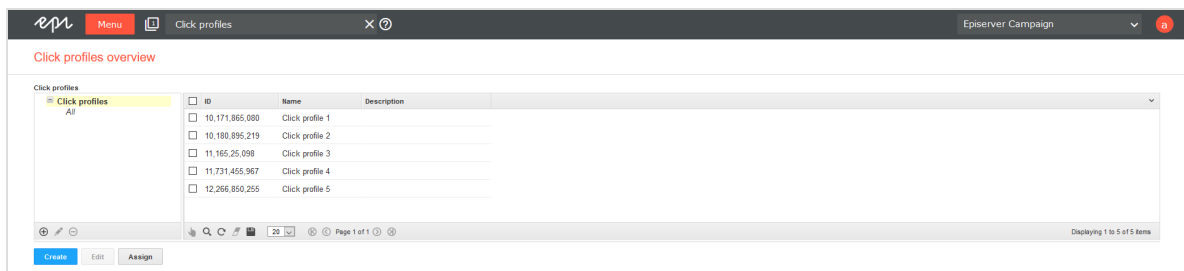 epi Menu 1 Click profiles Episerver Campaign a
Click profiles overview
Click profiles
Click profiles
All
ID Name Description
10,171,865,080 Click profile 1
10,180,895,219 Click profile 2
11,165,25,098 Click profile 3
11,731,455,967 Click profile 4
12,266,850,255 Click profile 5
20 Page 1 of 1 Displaying 1 to 5 of 5 items
Create Edit Assign